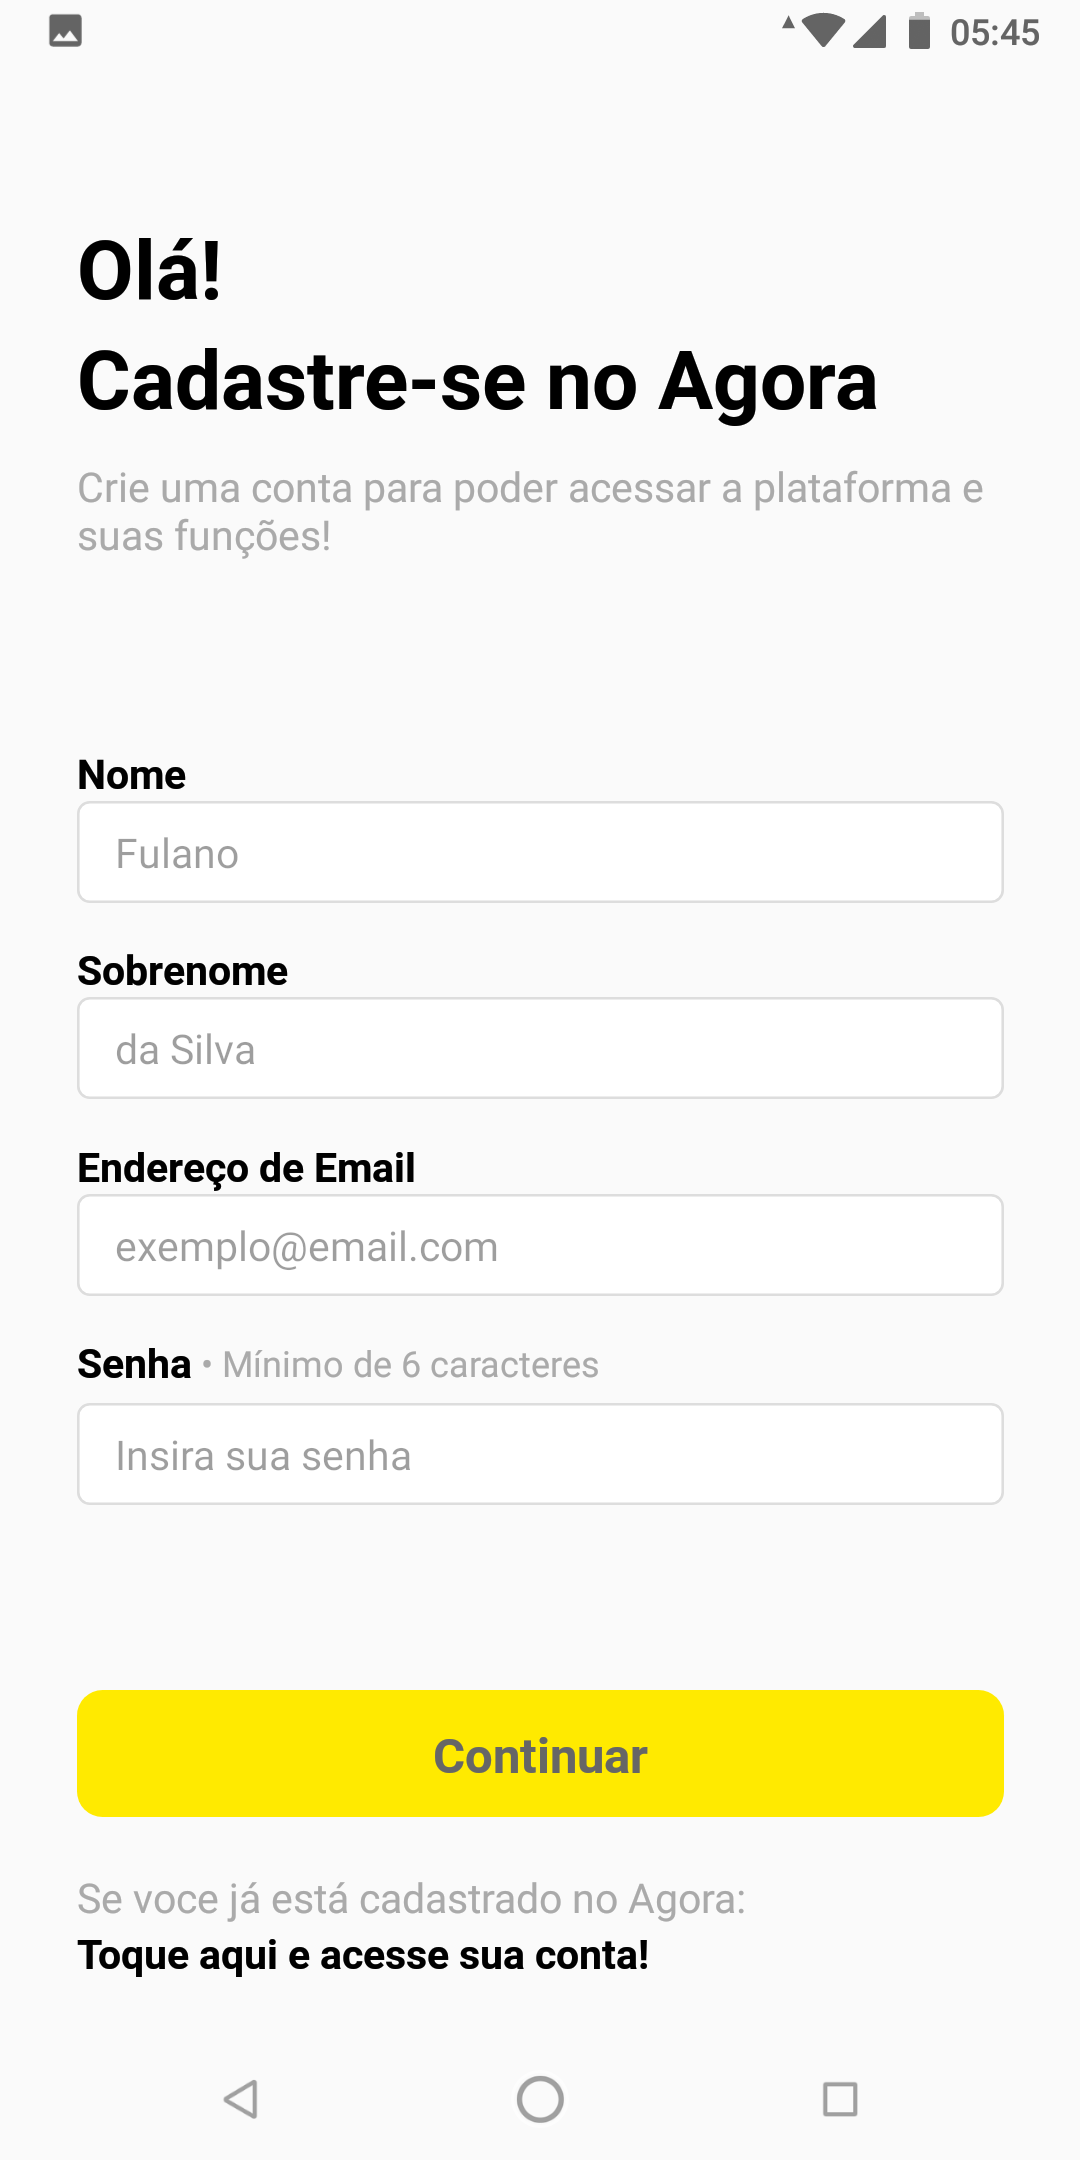 05:45
Olá!
Cadastre-se no Agora
Crie uma conta para poder acessar a plataforma e
suas funções!
Nome
Fulano
Sobrenome
da Silva
Endereço de Email
exemplo@email.com
Senha • Mínimo de 6 caracteres
Insira sua senha
Continuar
Se voce já está cadastrado no Agora:
Toque aqui e acesse sua conta!